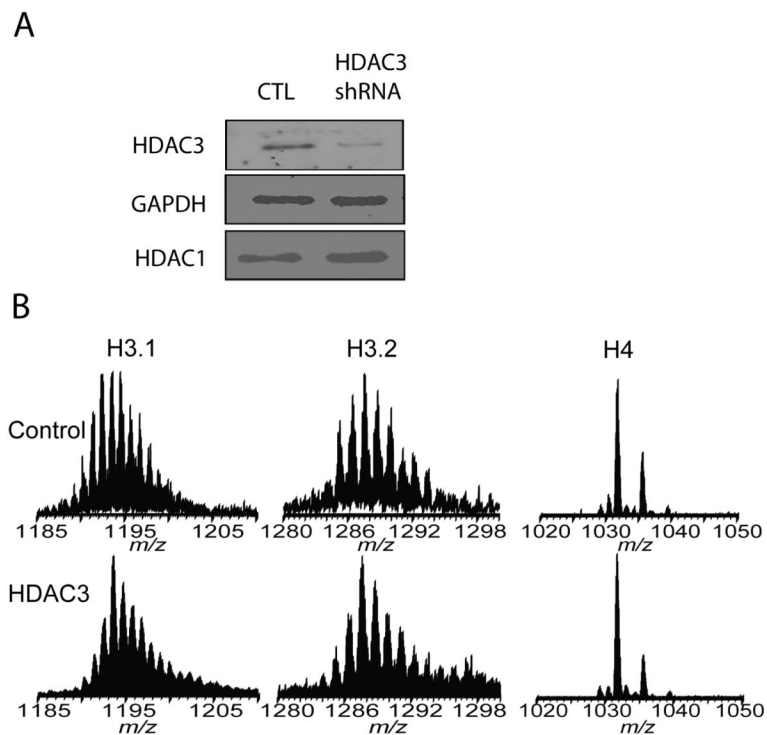 A
CTL
HDAC3
shRNA
HDAC3
GAPDH
HDAC1
B
H3.1
H3.2
H4
Control
1185 1195 1205
m/z
1280 1286 1292 1298
m/z
1020 1030 1040 1050
m/z
HDAC3
1185 1195 1205
m/z
1280 1286 1292 1298
m/z
1020 1030 1040 1050
m/z